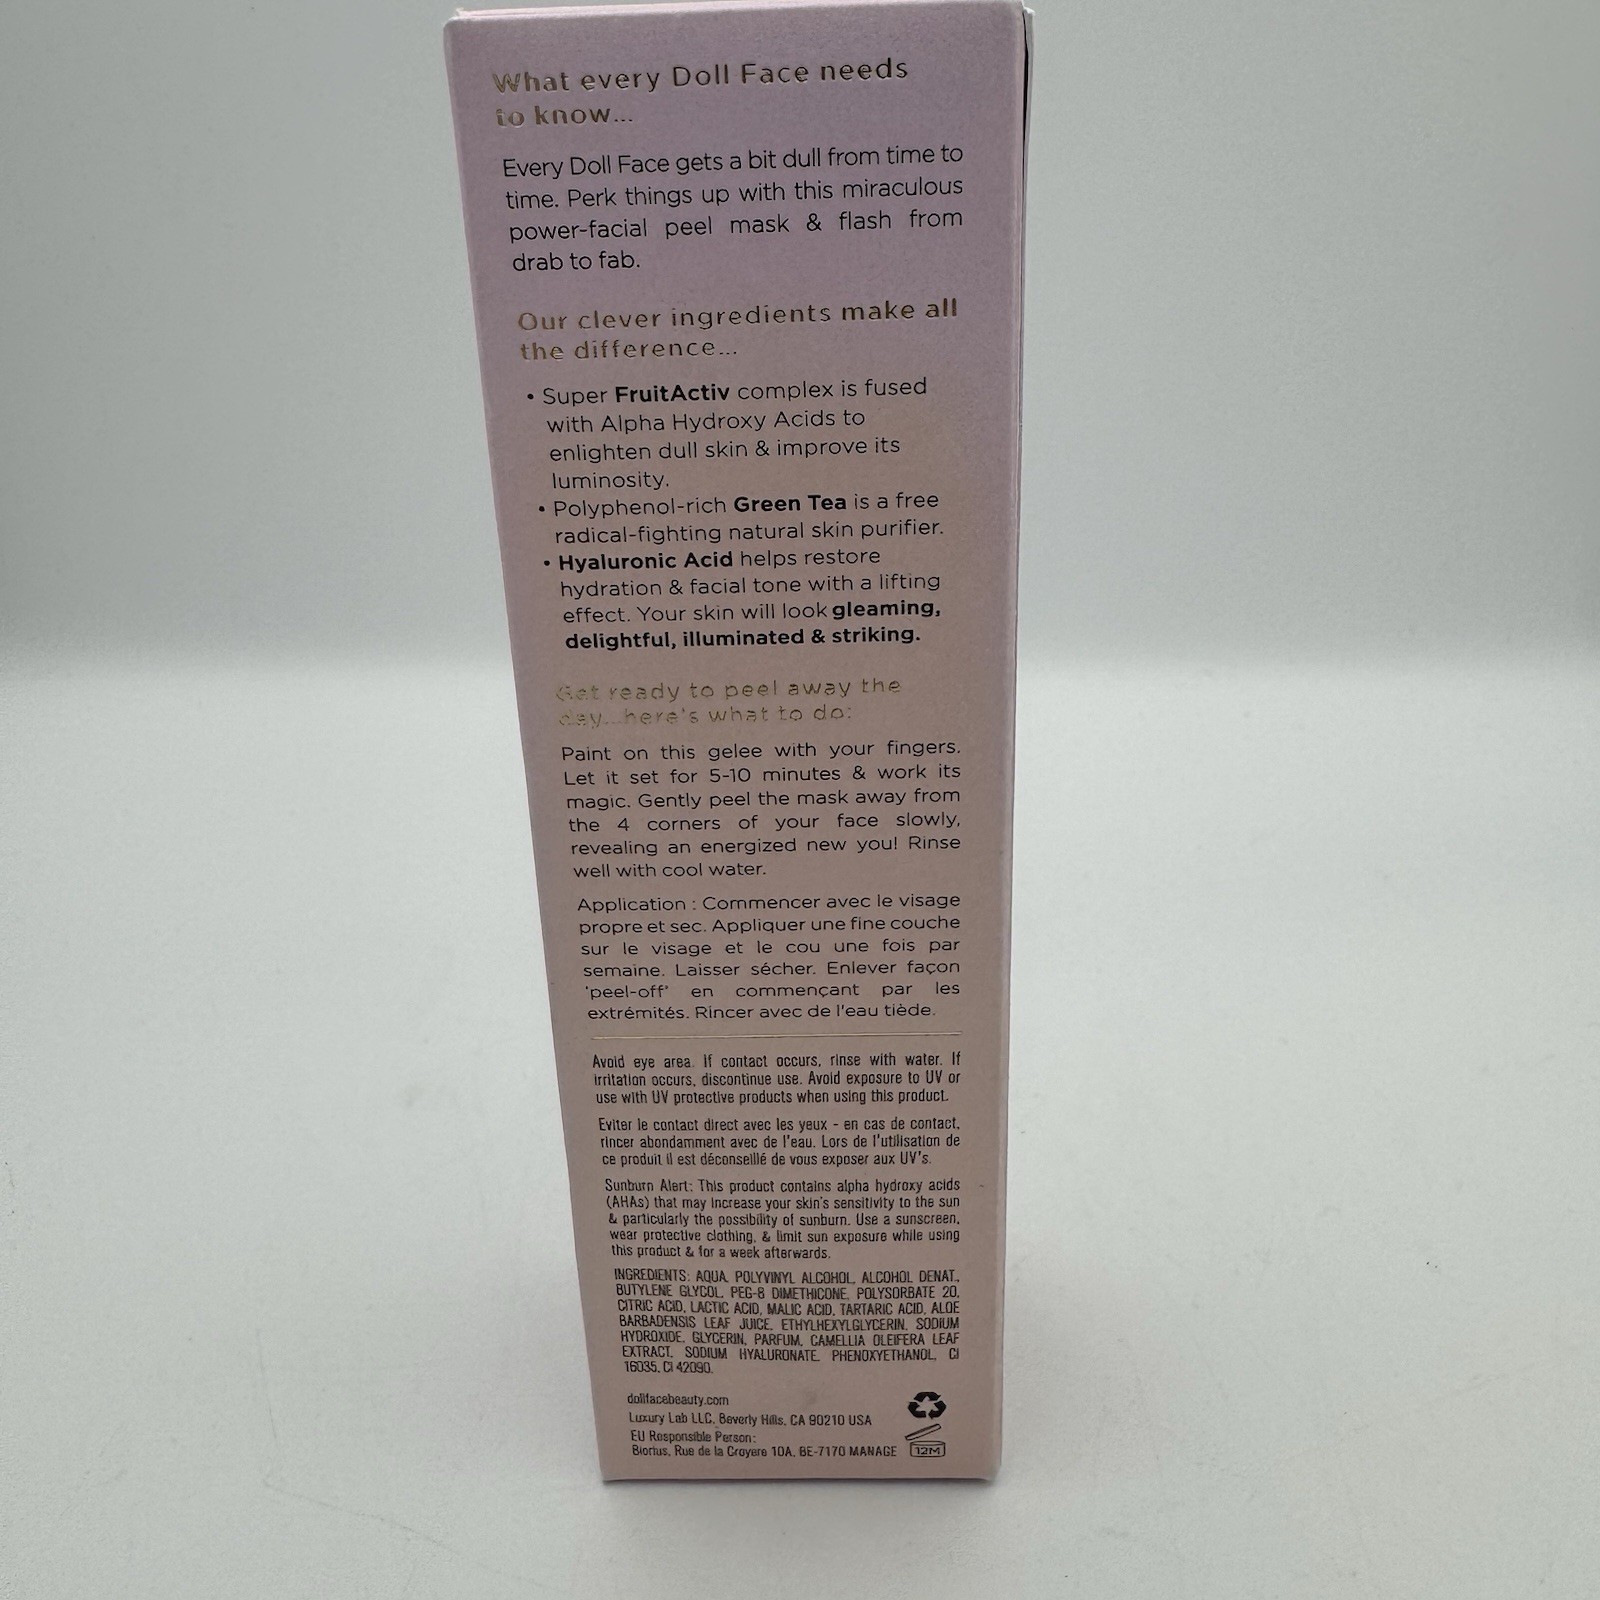 What every Doll Face needs
to know...
Every Doll Face gets a bit dull from time to
time. Perk things up with this miraculous
power-facial peel mask & flash from
drab to fab.
Our clever ingredients make all
the difference...
• Super FruitActiv complex is fused
with Alpha Hydroxy Acids to
enlighten dull skin & improve its
luminosity.
• Polyphenol-rich Green Tea is a free
radical-fighting natural skin purifier.
• Hyaluronic Acid helps restore
hydration & facial tone with a lifting
effect. Your skin will look gleaming,
delightful, illuminated & striking.
Get ready to peel away the
day...here's what to do:
Paint on this gelee with your fingers.
Let it set for 5-10 minutes & work its
magic. Gently peel the mask away from
the 4 corners of your face slowly,
revealing an energized new you! Rinse
well with cool water.
Application : Commencer avec le visage
propre et sec. Appliquer une fine couche
sur le visage et le cou une fois par
semaine. Laisser sécher. Enlever façon
'peel-off' en commençant par les
extrémités. Rincer avec de l'eau tiède.
Avoid eye area. If contact occurs, rinse with water. If
irritation occurs, discontinue use. Avoid exposure to UV or
use with UV protective products when using this product.
Eviter le contact direct avec les yeux - en cas de contact,
rincer abondamment avec de l'eau. Lors de l'utilisation de
ce produit il est déconseillé de vous exposer aux UV's.
Sunburn Alert: This product contains alpha hydroxy acids
(AHAs) that may increase your skin's sensitivity to the sun
& particularly the possibility of sunburn. Use a sunscreen,
wear protective clothing, & limit sun exposure while using
this product & for a week afterwards.
INGREDIENTS: AQUA, POLYVINYL ALCOHOL, ALCOHOL DENAT.,
BUTYLENE GLYCOL, PEG-8 DIMETHICONE, POLYSORBATE 20,
CITRIC ACID, LACTIC ACID, MALIC ACID, TARTARIC ACID, ALOE
BARBADENSIS LEAF JUICE, ETHYLHEXYLGLYCERIN, SODIUM
HYDROXIDE, GLYCERIN, PARFUM, CAMELLIA OLEIFERA LEAF
EXTRACT, SODIUM HYALURONATE, PHENOXYETHANOL, CI
16035, CI 42090.
dollfacebeauty.com
Luxury Lab LLC, Beverly Hills, CA 90210 USA
EU Responsible Person:
Biorius, Rue de la Croyere 10A, BE-7170 MANAGE
12M